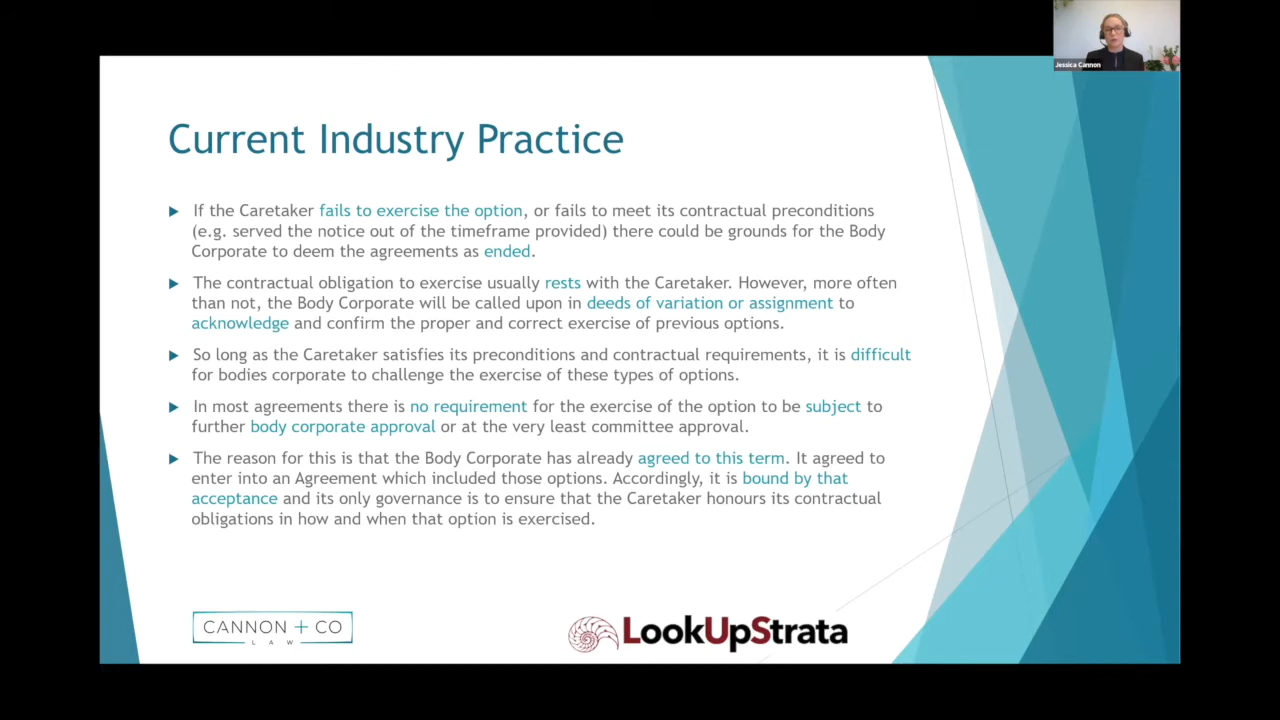 Jessica Cannon
Current Industry Practice
If the Caretaker fails to exercise the option, or fails to meet its contractual preconditions
(e.g. served the notice out of the timeframe provided) there could be grounds for the Body
Corporate to deem the agreements as ended.
The contractual obligation to exercise usually rests with the Caretaker. However, more often
than not, the Body Corporate will be called upon in deeds of variation or assignment to
acknowledge and confirm the proper and correct exercise of previous options.
So long as the Caretaker satisfies its preconditions and contractual requirements, it is difficult
for bodies corporate to challenge the exercise of these types of options.
In most agreements there is no requirement for the exercise of the option to be subject to
further body corporate approval or at the very least committee approval.
The reason for this is that the Body Corporate has already agreed to this term. It agreed to
enter into an Agreement which included those options. Accordingly, it is bound by that
acceptance and its only governance is to ensure that the Caretaker honours its contractual
obligations in how and when that option is exercised.
CANNON + CO
LAW
LookUpStrata